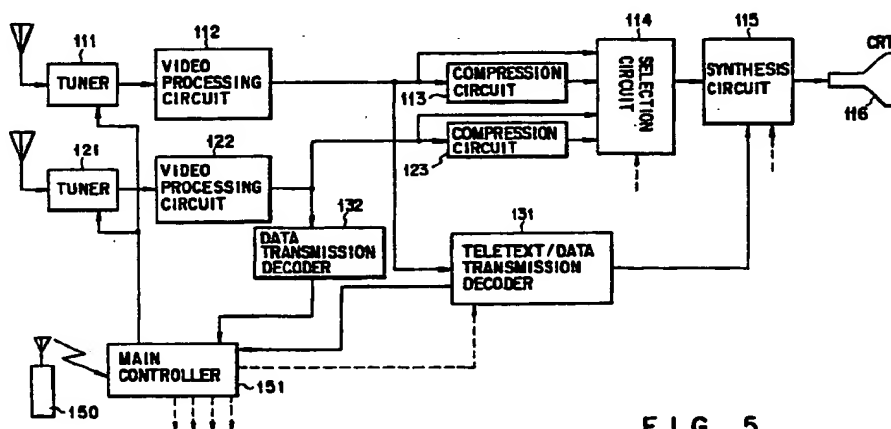 111
TUNER
112
VIDEO
PROCESSING
CIRCUIT
COMPRESSION
CIRCUIT
113
114
SELECTION
CIRCUIT
115
SYNTHESIS
CIRCUIT
CRT
116
121
TUNER
122
VIDEO
PROCESSING
CIRCUIT
COMPRESSION
CIRCUIT
123
132
DATA
TRANSMISSION
DECODER
131
TELETEXT/DATA
TRANSMISSION
DECODER
MAIN
CONTROLLER
151
150
FIG. 5